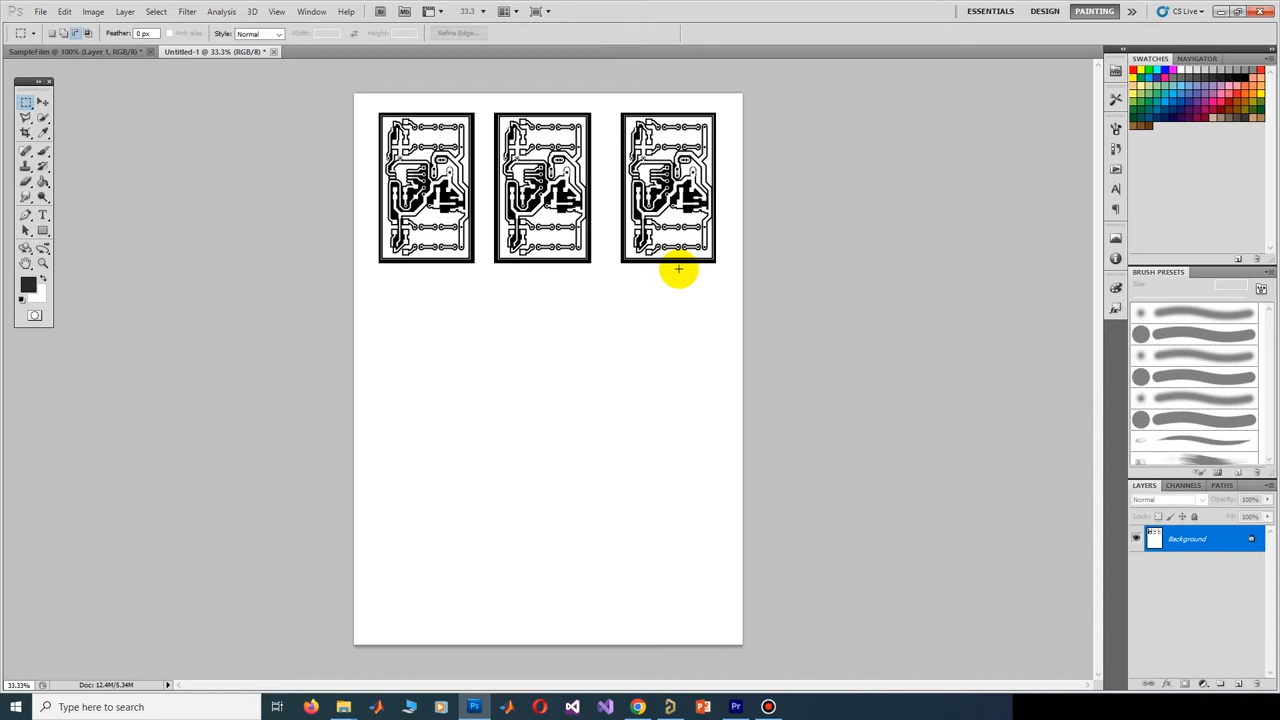 Ps File Edit Image Layer Select Filter Analysis 3D View Window Help Br Mb 33.3 ESSENTIALS DESIGN PAINTING CS Live
Feather: 0 px Anti-alias Style: Normal Width: Height: Refine Edge...
SampleFilm @ 100% (Layer 1, RGB/8) * Untitled-1 @ 33.3% (RGB/8) *
SWATCHES NAVIGATOR
BRUSH PRESETS
Size:
LAYERS CHANNELS PATHS
Normal Opacity: 100%
Lock: Fill: 100%
Background
33.33% Doc: 12.4M/5.34M
Type here to search